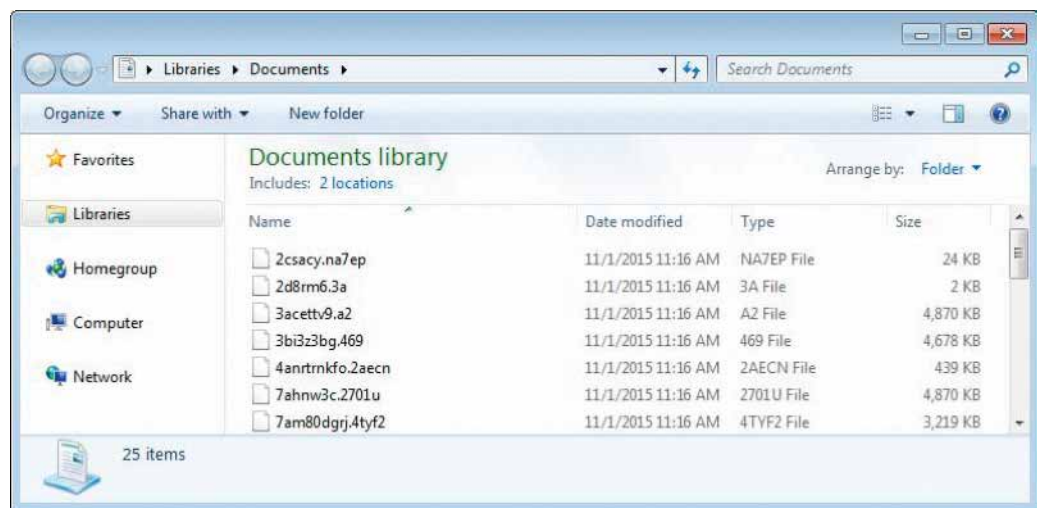 Libraries Documents
Search Documents
Organize Share with New folder
Favorites
Libraries
Homegroup
Computer
Network
Documents library
Includes: 2 locations
Arrange by: Folder
Name Date modified Type Size
2csacy.na7ep 11/1/2015 11:16 AM NA7EP File 24 KB
2d8rm6.3a 11/1/2015 11:16 AM 3A File 2 KB
3acettv9.a2 11/1/2015 11:16 AM A2 File 4,870 KB
3bi3z3bg.469 11/1/2015 11:16 AM 469 File 4,678 KB
4anrtrnkfo.2aecn 11/1/2015 11:16 AM 2AECN File 439 KB
7ahnw3c.2701u 11/1/2015 11:16 AM 2701U File 4,870 KB
7am80dgrj.4tyf2 11/1/2015 11:16 AM 4TYF2 File 3,219 KB
25 items